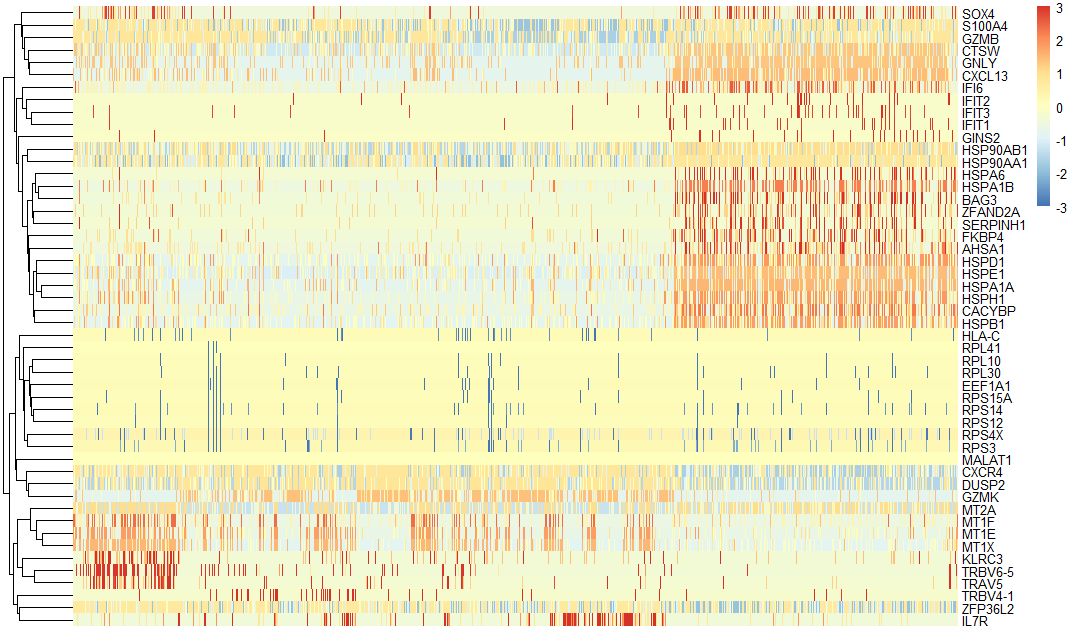 SOX4
S100A4
GZMB
CTSW
GNLY
CXCL13
IFI6
IFIT2
IFIT3
IFIT1
GINS2
HSP90AB1
HSP90AA1
HSPA6
HSPA1B
BAG3
ZFAND2A
SERPINH1
FKBP4
AHSA1
HSPD1
HSPE1
HSPA1A
HSPH1
CACYBP
HSPB1
HLA-C
RPL41
RPL10
RPL30
EEF1A1
RPS15A
RPS14
RPS12
RPS4X
RPS3
MALAT1
CXCR4
DUSP2
GZMK
MT2A
MT1F
MT1E
MT1X
KLRC3
TRBV6-5
TRAV5
TRBV4-1
ZFP36L2
IL7R
3
2
1
0
-1
-2
-3